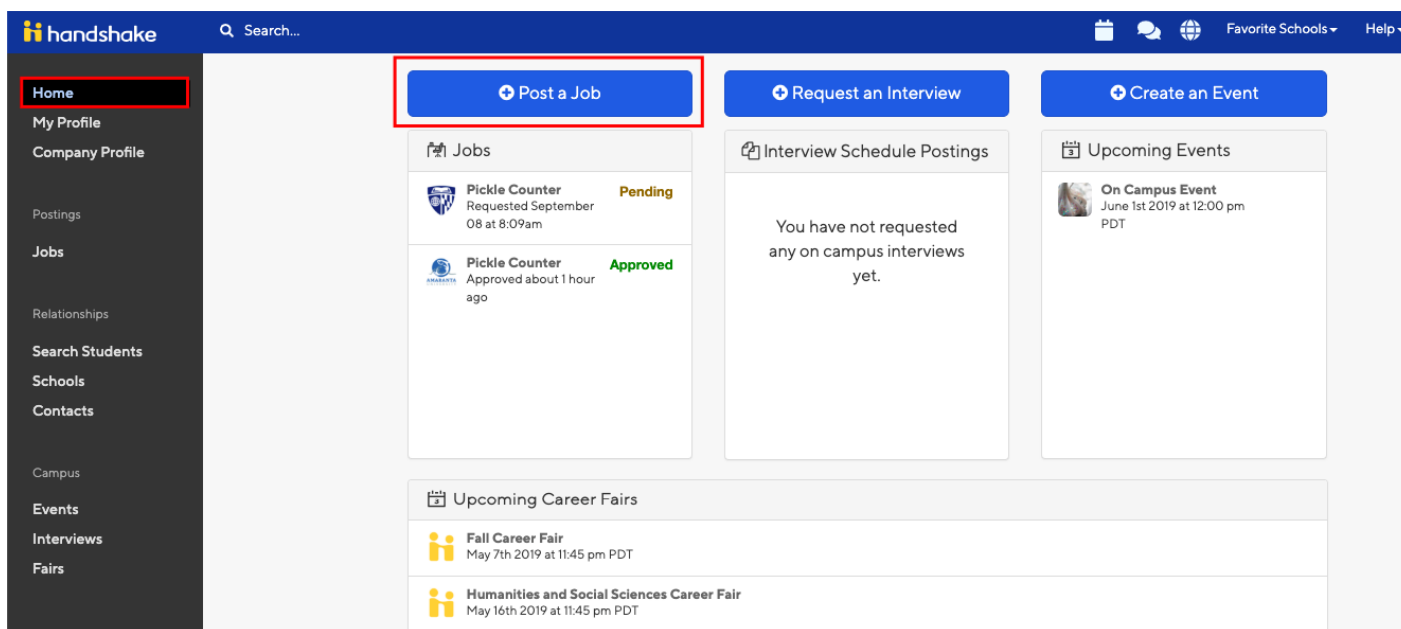 handshake
Search...
Favorite Schools
Help
Home
My Profile
Company Profile
Postings
Jobs
Relationships
Search Students
Schools
Contacts
Campus
Events
Interviews
Fairs
Post a Job
Request an Interview
Create an Event
Jobs
Pickle Counter Pending
Requested September
08 at 8:09am
Pickle Counter Approved
Approved about 1 hour
ago
Interview Schedule Postings
You have not requested
any on campus interviews
yet.
Upcoming Events
On Campus Event
June 1st 2019 at 12:00 pm
PDT
Upcoming Career Fairs
Fall Career Fair
May 7th 2019 at 11:45 pm PDT
Humanities and Social Sciences Career Fair
May 16th 2019 at 11:45 pm PDT